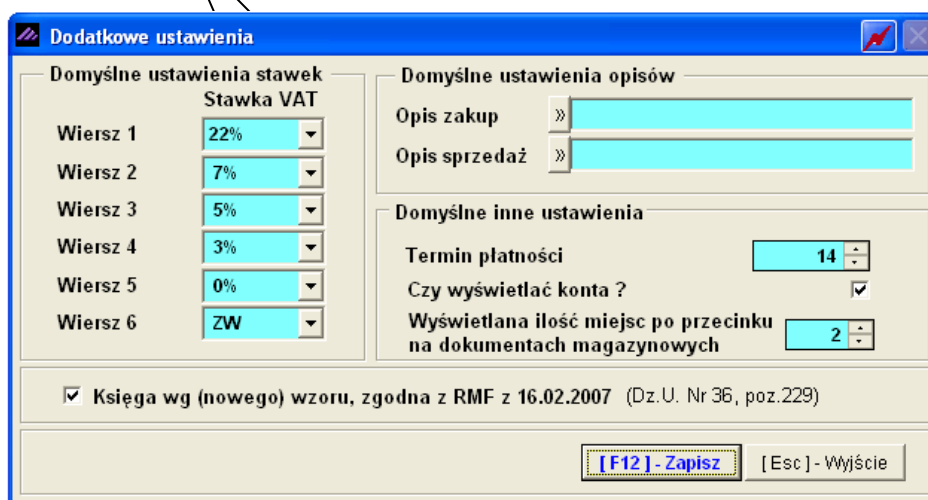 Dodatkowe ustawienia
Domyślne ustawienia stawek
Stawka VAT
Wiersz 1 22%
Wiersz 2 7%
Wiersz 3 5%
Wiersz 4 3%
Wiersz 5 0%
Wiersz 6 ZW
Domyślne ustawienia opisów
Opis zakup »
Opis sprzedaż »
Domyślne inne ustawienia
Termin płatności 14
Czy wyświetlać konta ?
Wyświetlana ilość miejsc po przecinku
na dokumentach magazynowych 2
Księga wg (nowego) wzoru, zgodna z RMF z 16.02.2007 (Dz.U. Nr 36, poz.229)
[ F12 ] - Zapisz [ Esc ] - Wyjście